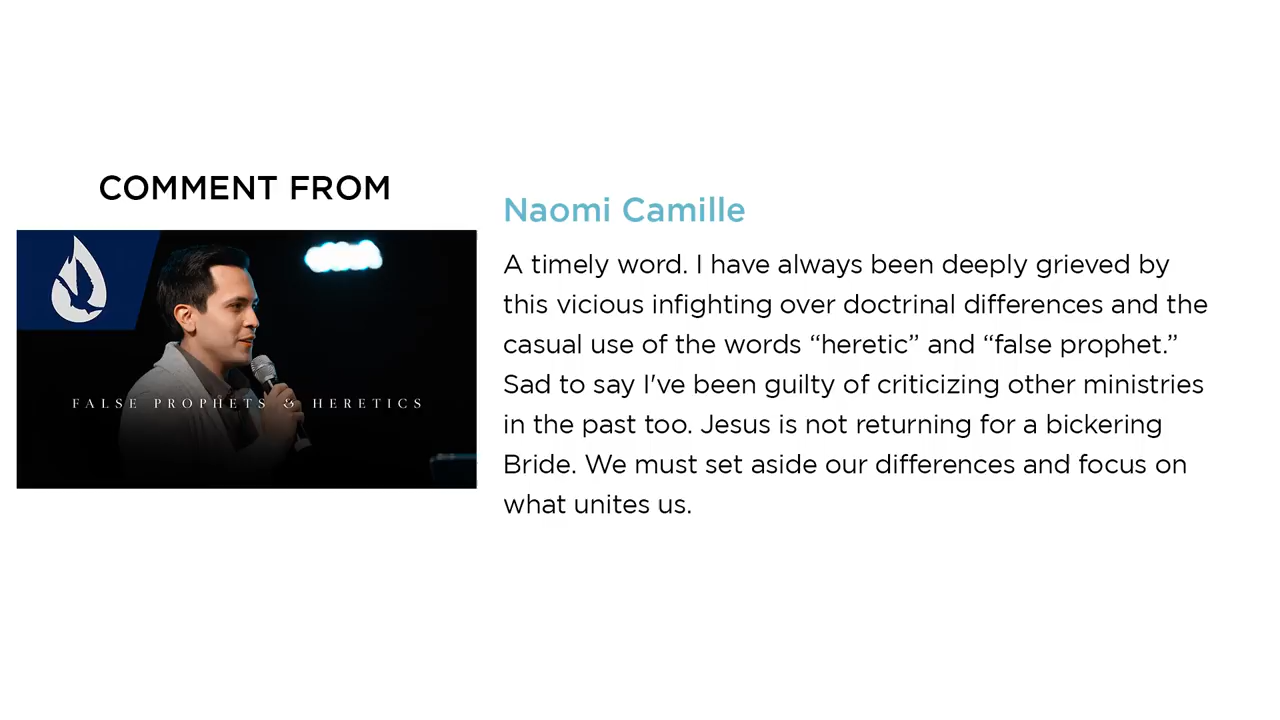 COMMENT FROM
FALSE PROPHETS & HERETICS
Naomi Camille
A timely word. I have always been deeply grieved by
this vicious infighting over doctrinal differences and the
casual use of the words “heretic” and “false prophet.”
Sad to say I've been guilty of criticizing other ministries
in the past too. Jesus is not returning for a bickering
Bride. We must set aside our differences and focus on
what unites us.